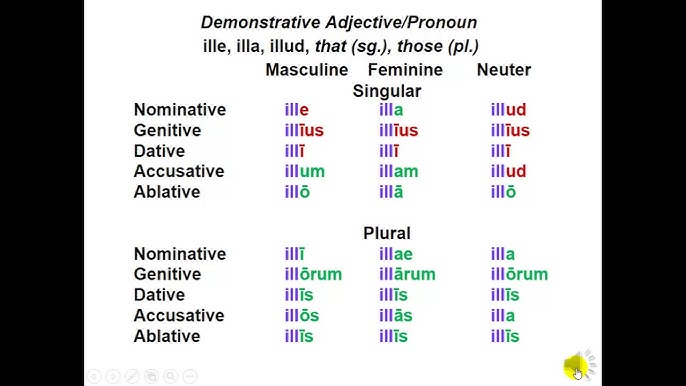 Demonstrative Adjective/Pronoun
ille, illa, illud, that (sg.), those (pl.)
Masculine Feminine Neuter
Singular
Nominative ille illa illud
Genitive illīus illīus illīus
Dative illī illī illī
Accusative illum illam illud
Ablative illō illā illō
Plural
Nominative illī illae illa
Genitive illōrum illārum illōrum
Dative illīs illīs illīs
Accusative illōs illās illa
Ablative illīs illīs illīs